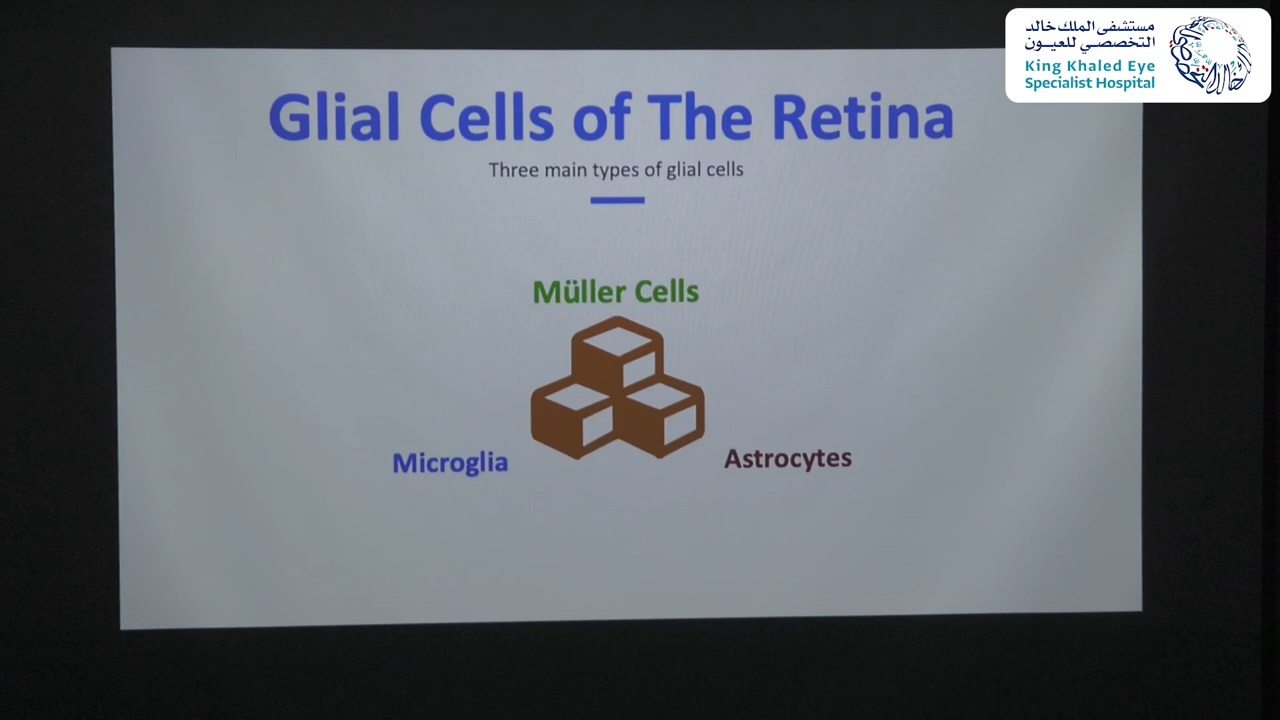 مستشفى الملك خالد
التخصصي للعيون
King Khaled Eye
Specialist Hospital
Glial Cells of The Retina
Three main types of glial cells
Müller Cells
Microglia
Astrocytes